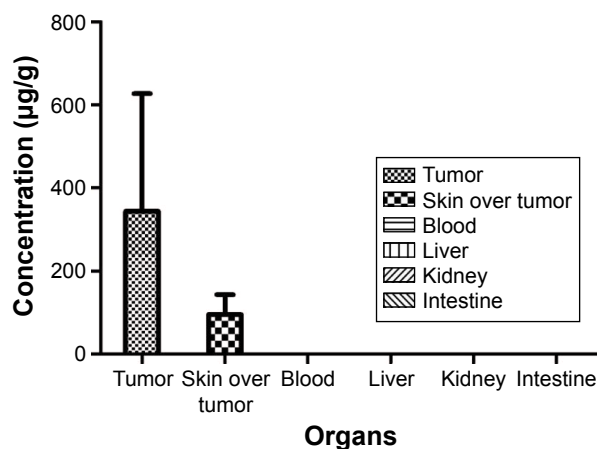 800
600
400
200
0
Concentration (µg/g)
Tumor
Skin over tumor
Blood
Liver
Kidney
Intestine
Tumor Skin over Blood Liver Kidney Intestine
tumor
Organs